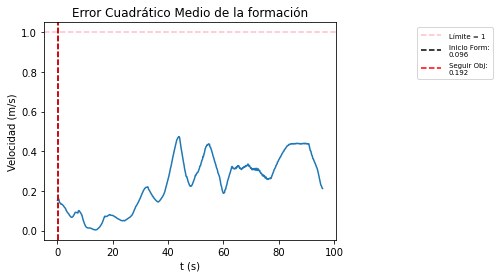 Error Cuadrático Medio de la formación
Límite = 1
Inicio Form:
0.096
Seguir Obj:
0.192
Velocidad (m/s)
1.0
0.8
0.6
0.4
0.2
0.0
0 20 40 60 80 100
t (s)